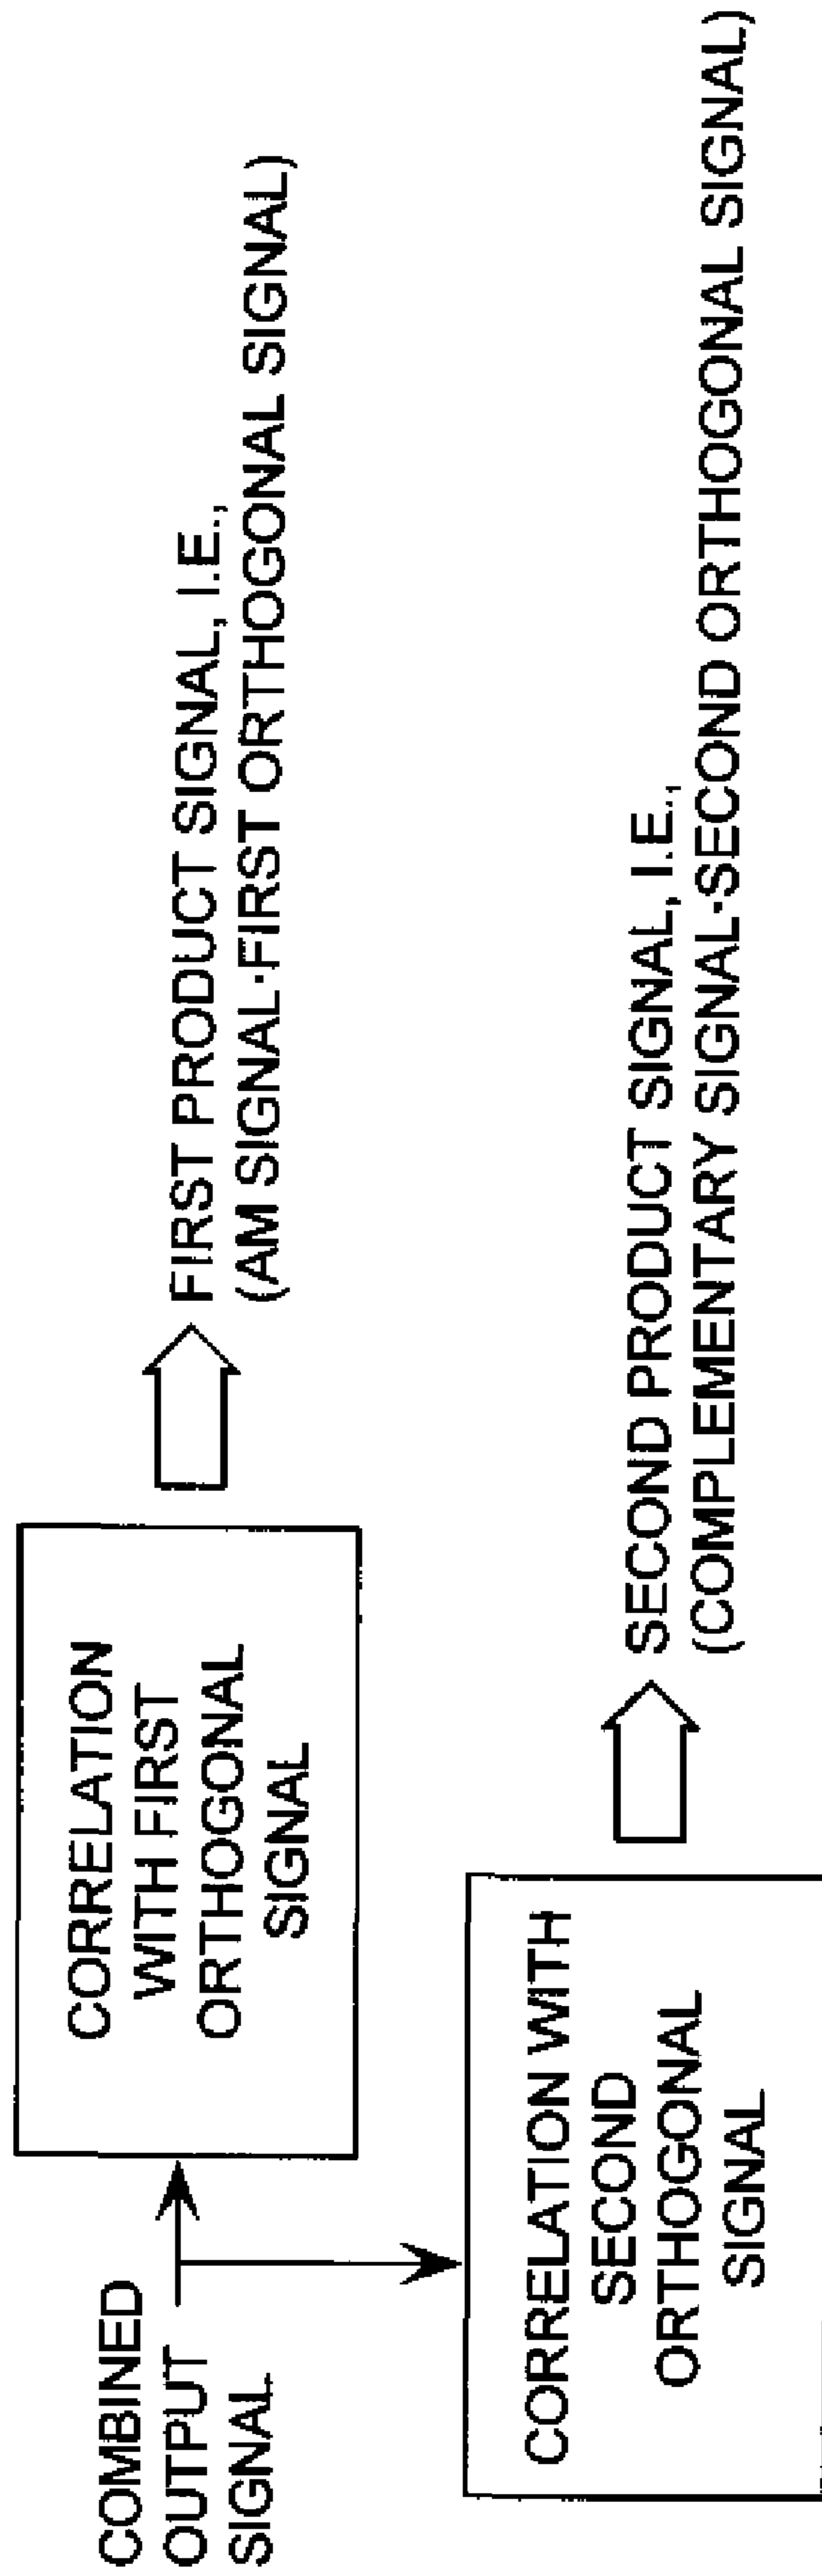 COMBINED
OUTPUT
SIGNAL
CORRELATION
WITH FIRST
ORTHOGONAL
SIGNAL
FIRST PRODUCT SIGNAL, I.E.,
(AM SIGNAL·FIRST ORTHOGONAL SIGNAL)
CORRELATION WITH
SECOND
ORTHOGONAL
SIGNAL
SECOND PRODUCT SIGNAL, I.E.,
(COMPLEMENTARY SIGNAL·SECOND ORTHOGONAL SIGNAL)